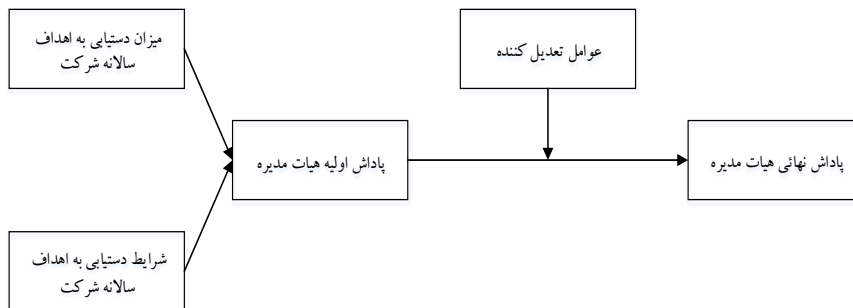 میزان دستیابی به اهداف
سالانه شرکت
عوامل تعدیل کننده
پاداش اولیه هیات مدیره
پاداش نهائی هیات مدیره
شرایط دستیابی به اهداف
سالانه شرکت